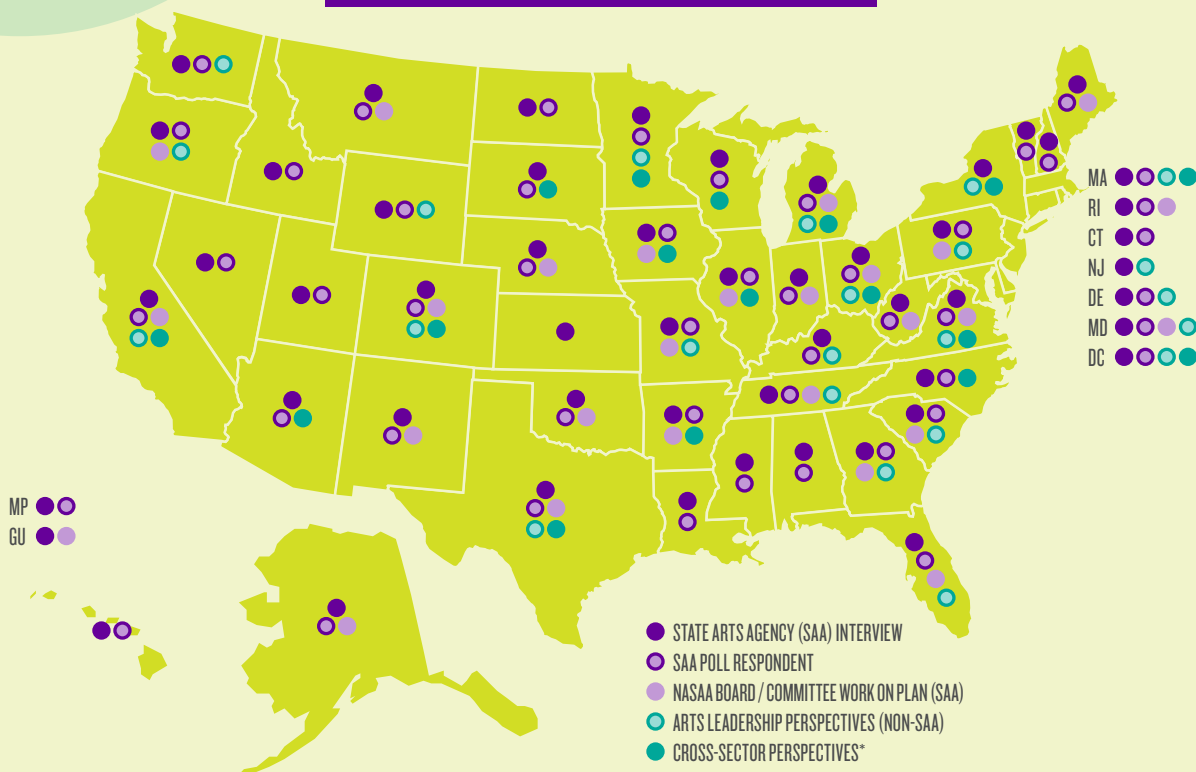 MA
RI
CT
NJ
DE
MD
DC
MP
GU
STATE ARTS AGENCY (SAA) INTERVIEW
SAA POLL RESPONDENT
NASAA BOARD / COMMITTEE WORK ON PLAN (SAA)
ARTS LEADERSHIP PERSPECTIVES (NON-SAA)
CROSS-SECTOR PERSPECTIVES*